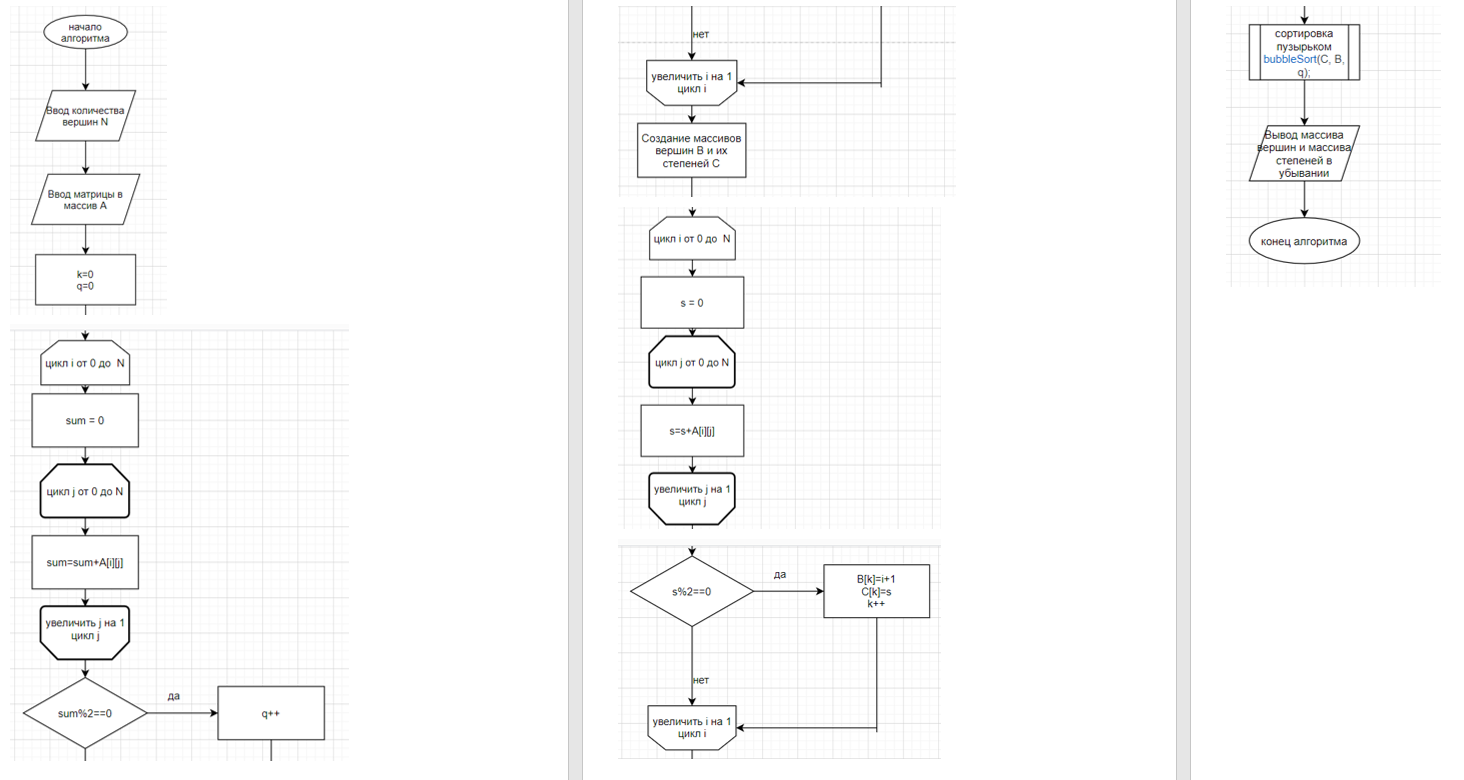 начало
алгоритма
Ввод количества
вершин N
Ввод матрицы в
массив A
k=0
q=0
цикл i от 0 до N
sum = 0
цикл j от 0 до N
sum=sum+A[i][j]
увеличить j на 1
цикл j
sum%2==0
да
q++
нет
увеличить i на 1
цикл i
Создание массивов
вершин B и их
степеней C
цикл i от 0 до N
s = 0
цикл j от 0 до N
s=s+A[i][j]
увеличить j на 1
цикл j
s%2==0
да
B[k]=i+1
C[k]=s
k++
нет
увеличить i на 1
цикл i
сортировка
пузырьком
bubbleSort(C, B,
q);
Вывод массива
вершин и массива
степеней в
убывании
конец алгоритма